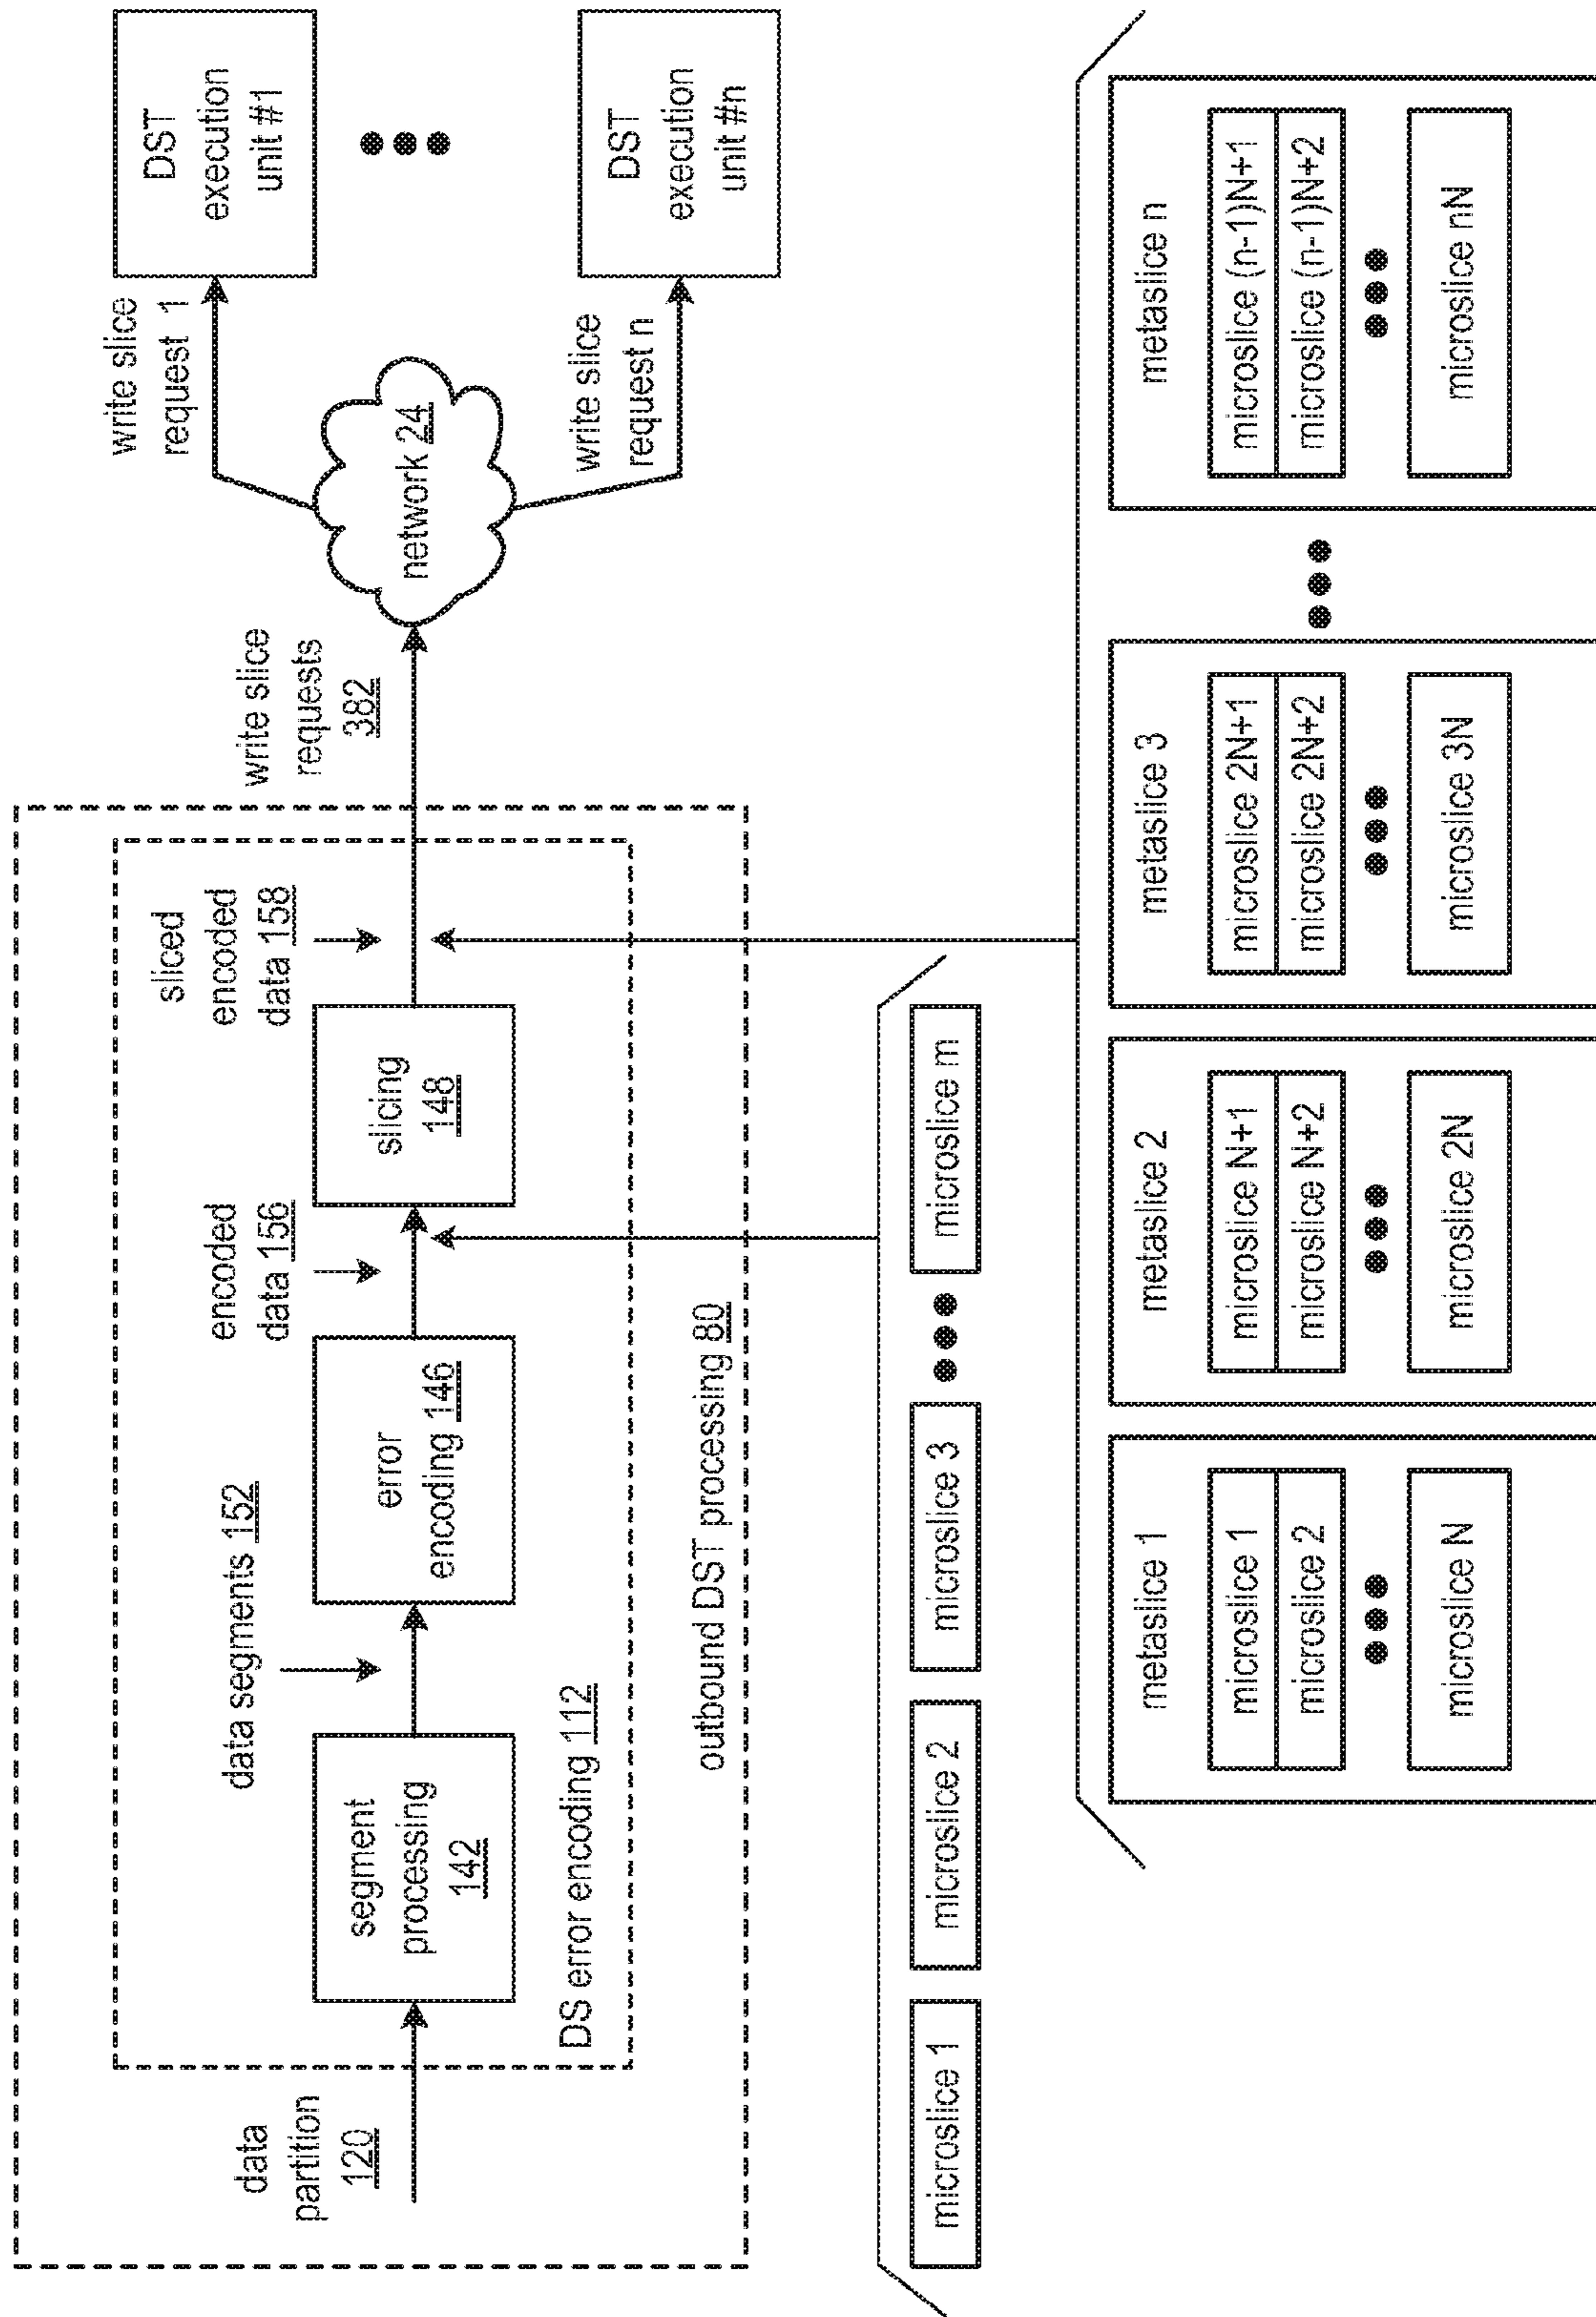 data
partition
120
segment
processing
142
data segments 152
error
encoding 146
encoded
data 156
slicing
148
sliced
encoded
data 158
DS error encoding 112
outbound DST processing 80
write slice
requests
382
network 24
write slice
request 1
write slice
request n
DST
execution
unit #1
DST
execution
unit #n
microslice 1
microslice 2
microslice 3
microslice m
metaslice 1
microslice 1
microslice 2
microslice N
metaslice 2
microslice N+1
microslice N+2
microslice 2N
metaslice 3
microslice 2N+1
microslice 2N+2
microslice 3N
metaslice n
microslice (n-1)N+1
microslice (n-1)N+2
microslice nN